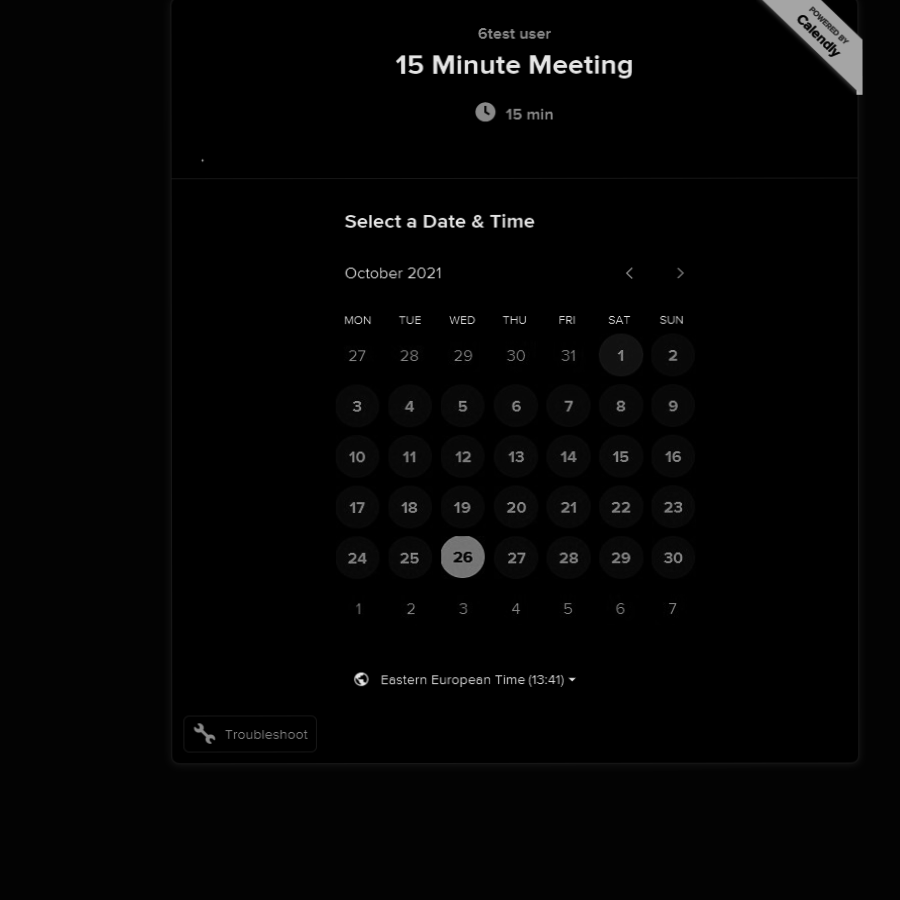 POWERED BY
Calendly
6test user
15 Minute Meeting
15 min
Select a Date & Time
October 2021
MON TUE WED THU FRI SAT SUN
27 28 29 30 31 1 2
3 4 5 6 7 8 9
10 11 12 13 14 15 16
17 18 19 20 21 22 23
24 25 26 27 28 29 30
1 2 3 4 5 6 7
Eastern European Time (13:41)
Troubleshoot